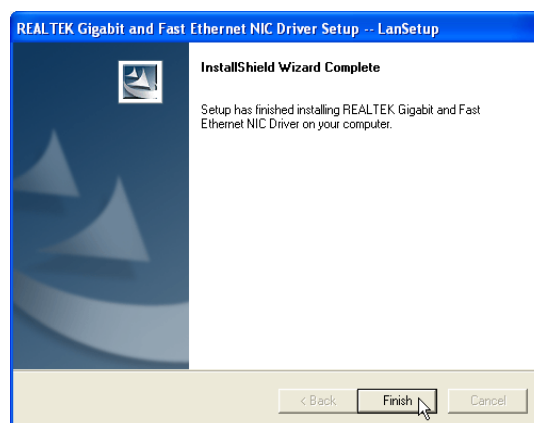 REALTEK Gigabit and Fast Ethernet NIC Driver Setup -- LanSetup
InstallShield Wizard Complete
Setup has finished installing REALTEK Gigabit and Fast
Ethernet NIC Driver on your computer.
< Back Finish Cancel